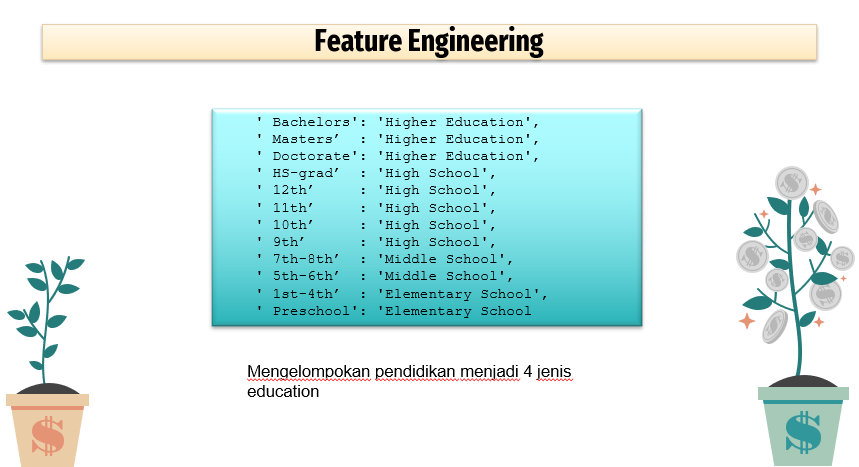 Feature Engineering
' Bachelors': 'Higher Education',
' Masters’  : 'Higher Education',
' Doctorate': 'Higher Education',
' HS-grad’  : 'High School',
' 12th’     : 'High School',
' 11th’     : 'High School',
' 10th’     : 'High School',
' 9th’      : 'High School',
' 7th-8th’  : 'Middle School',
' 5th-6th’  : 'Middle School',
' 1st-4th’  : 'Elementary School',
' Preschool': 'Elementary School
Mengelompokan pendidikan menjadi 4 jenis
education